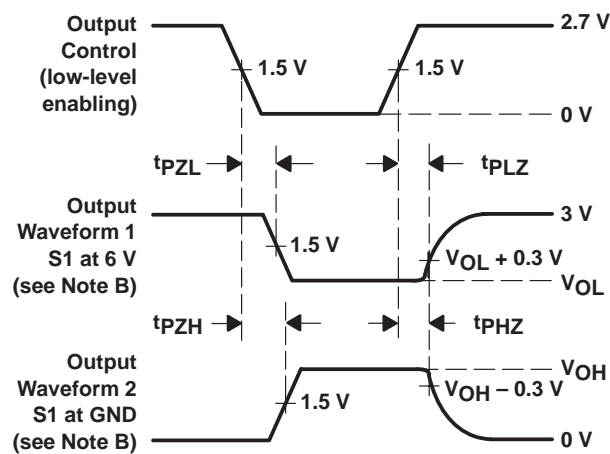 Output
Control
(low-level
enabling)
2.7 V
1.5 V
1.5 V
0 V
tPZL
tPLZ
Output
Waveform 1
S1 at 6 V
(see Note B)
3 V
1.5 V
VOL + 0.3 V
VOL
tPZH
tPHZ
Output
Waveform 2
S1 at GND
(see Note B)
VOH
VOH – 0.3 V
1.5 V
0 V